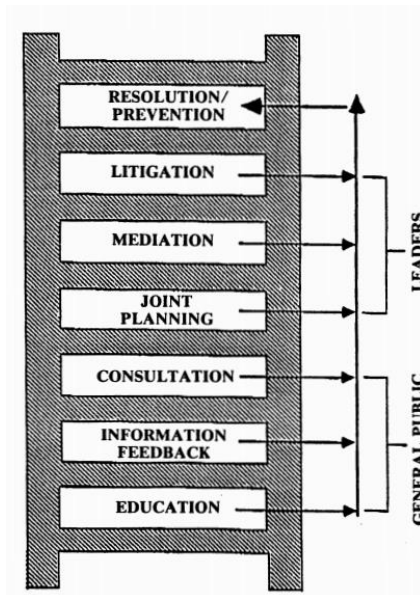 RESOLUTION/
PREVENTION
LITIGATION
MEDIATION
JOINT
PLANNING
CONSULTATION
INFORMATION
FEEDBACK
EDUCATION
LEADERS
GENERAL PUBLIC